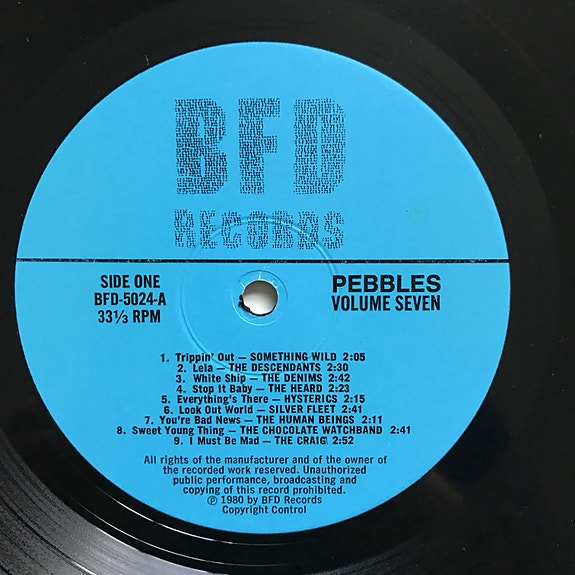 BFD
RECORDS
SIDE ONE
BFD-5024-A
33⅓ RPM
PEBBLES
VOLUME SEVEN
1. Trippin' Out — SOMETHING WILD 2:05
2. Lela — THE DESCENDANTS 2:30
3. White Ship — THE DENIMS 2:42
4. Stop It Baby — THE HEARD 2:23
5. Everything's There — HYSTERICS 2:15
6. Look Out World — SILVER FLEET 2:41
7. You're Bad News — THE HUMAN BEINGS 2:11
8. Sweet Young Thing — THE CHOCOLATE WATCHBAND 2:41
9. I Must Be Mad — THE CRAIG 2:52
All rights of the manufacturer and of the owner of
the recorded work reserved. Unauthorized
public performance, broadcasting and
copying of this record prohibited.
℗ 1980 by BFD Records
Copyright Control